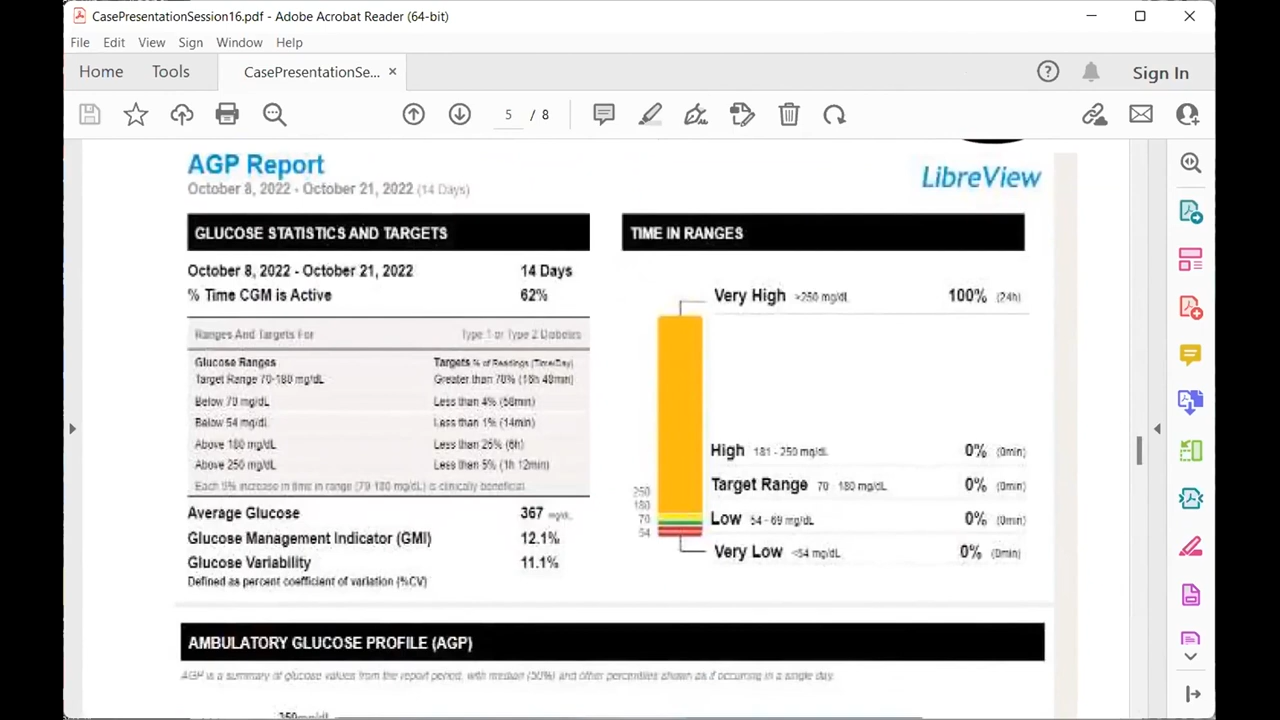 CasePresentationSession16.pdf - Adobe Acrobat Reader (64-bit)
File Edit View Sign Window Help
Home Tools CasePresentationSe... × Sign In
5 / 8
AGP Report
October 8, 2022 - October 21, 2022 (14 Days)
LibreView
GLUCOSE STATISTICS AND TARGETS
October 8, 2022 - October 21, 2022 14 Days
% Time CGM is Active 62%
Ranges And Targets For Type 1 or Type 2 Diabetes
Glucose Ranges Targets % of Readings (Time/Day)
Target Range 70-180 mg/dL Greater than 70% (16h 48min)
Below 70 mg/dL Less than 4% (58min)
Below 54 mg/dL Less than 1% (14min)
Above 180 mg/dL Less than 25% (6h)
Above 250 mg/dL Less than 5% (1h 12min)
Each 5% increase in time in range (70-180 mg/dL) is clinically beneficial.
Average Glucose 367 mg/dL
Glucose Management Indicator (GMI) 12.1%
Glucose Variability 11.1%
Defined as percent coefficient of variation (%CV)
TIME IN RANGES
Very High >250 mg/dL 100% (24h)
High 181 - 250 mg/dL 0% (0min)
Target Range 70 - 180 mg/dL 0% (0min)
Low 54 - 69 mg/dL 0% (0min)
Very Low <54 mg/dL 0% (0min)
250
180
70
54
AMBULATORY GLUCOSE PROFILE (AGP)
AGP is a summary of glucose values from the report period, with median (50%) and other percentiles shown as if occurring in a single day.
350 mg/dL